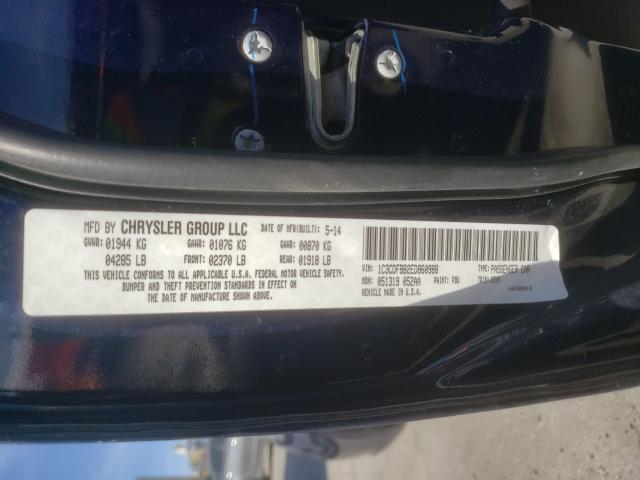 MFD BY CHRYSLER GROUP LLC DATE OF MFR(BUILT): 5-14
GVWR: 01944 KG GAWR: 01076 KG GAWR: 00870 KG
04285 LB FRONT: 02370 LB REAR: 01918 LB
THIS VEHICLE CONFORMS TO ALL APPLICABLE U.S.A. FEDERAL MOTOR VEHICLE SAFETY,
BUMPER AND THEFT PREVENTION STANDARDS IN EFFECT ON
THE DATE OF MANUFACTURE SHOWN ABOVE.
VIN: 1C3CDFBB2ED860988 TYPE: PASSENGER CAR
MDH: 051319 052AA PAINT: PBU TRIM:
VEHICLE MADE IN U.S.A.